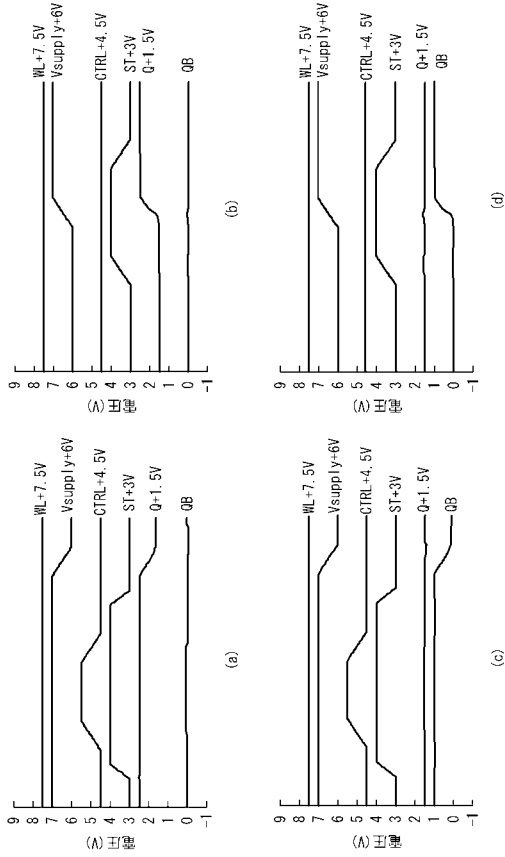 9
8
7
6
5
4
3
2
1
0
-1
電圧(V)
WL+7.5V
Vsupply+6V
CTRL+4.5V
ST+3V
Q+1.5V
QB
(a)
9
8
7
6
5
4
3
2
1
0
-1
電圧(V)
WL+7.5V
Vsupply+6V
CTRL+4.5V
ST+3V
Q+1.5V
QB
(b)
9
8
7
6
5
4
3
2
1
0
-1
電圧(V)
WL+7.5V
Vsupply+6V
CTRL+4.5V
ST+3V
Q+1.5V
QB
(c)
9
8
7
6
5
4
3
2
1
0
-1
電圧(V)
WL+7.5V
Vsupply+6V
CTRL+4.5V
ST+3V
Q+1.5V
QB
(d)